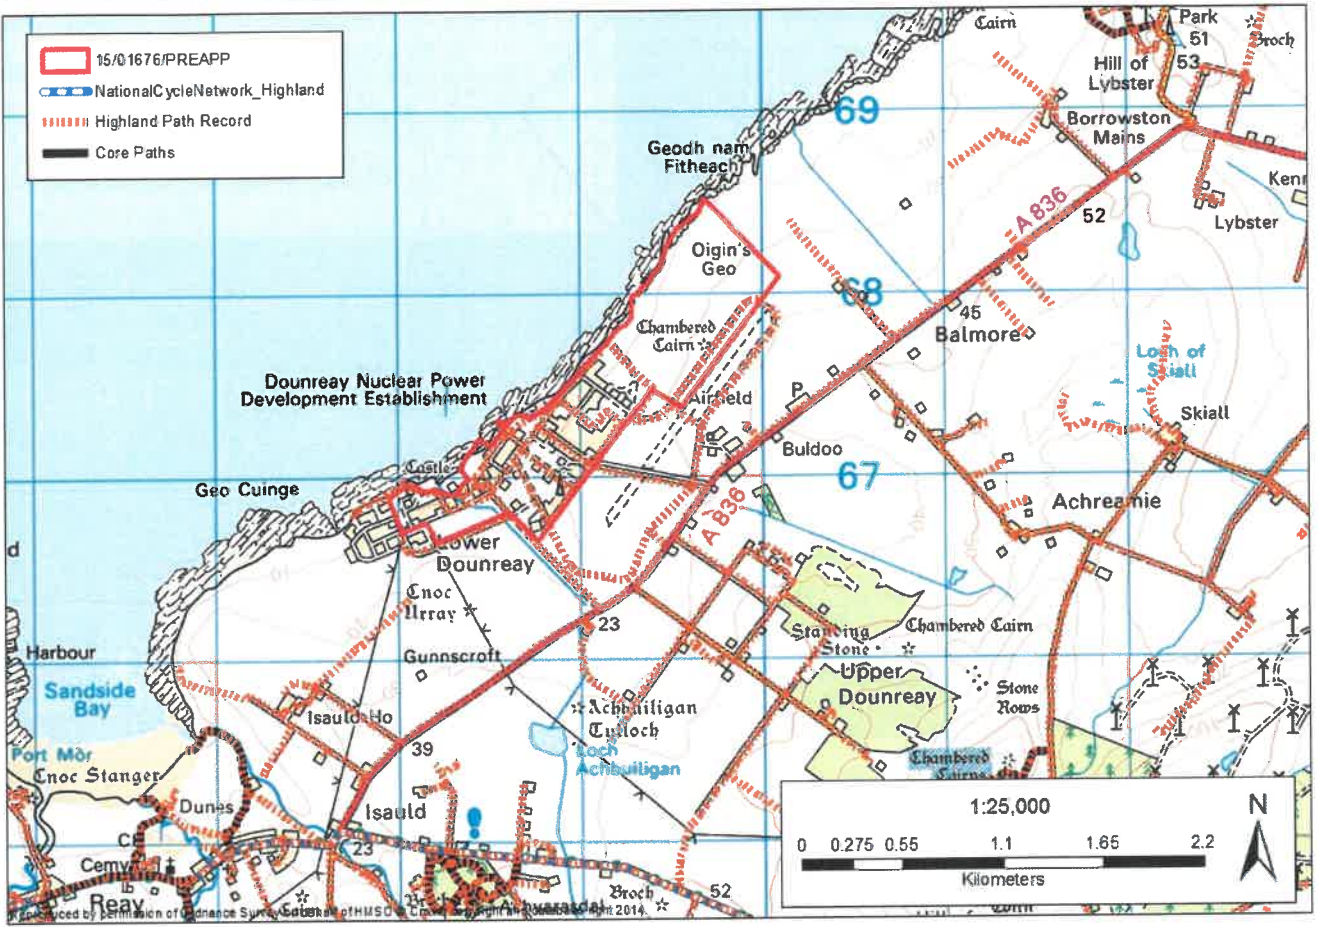 15/01676/PREAPP
NationalCycleNetwork_Highland
Highland Path Record
Core Paths
Cairn
Park
51
Broch
53
Hill of
Lybster
69
Borrowston
Mains
Geodh nam
Fitheach
Kenn
A 836
52
Lybster
Oigin's
Geo
68
45
Balmore
Chambered
Cairn
Loch of
Skiall
Dounreay Nuclear Power
Development Establishment
Airfield
P
Skiall
Buldoo
67
Castle
Geo Cuinge
A 836
Achreamie
d
Lower
Dounreay
Cnoc
Urray
23
Chambered Cairn
Standing
Stone
Harbour
Gunnscroft
Upper
Dounreay
Sandside
Bay
Stone
Rows
Isauld Ho
Achbuiligan
Tulloch
Port Mòr
39
Loch
Achbuiligan
Chambered
Cairns
Cnoc Stanger
Dunes
Isauld
1:25,000
N
0 0.275 0.55 1.1 1.65 2.2
Kilometers
23
Cemy
Reay
Broch
52